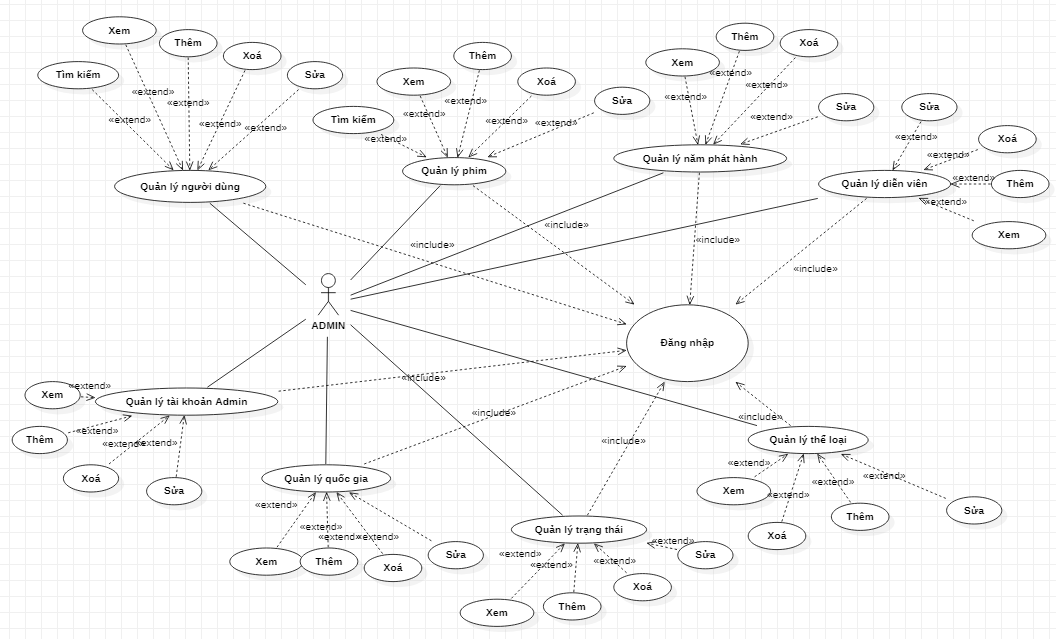 Xem
Thêm
Xoá
Sửa
Tìm kiếm
«extend»
«extend»
«extend»
«extend»
«extend»
Quản lý người dùng
Thêm
Xem
Xoá
Sửa
Tìm kiếm
«extend»
«extend»
«extend»
«extend»
«extend»
Quản lý phim
Thêm
Xoá
Xem
Sửa
«extend»
«extend»
«extend»
«extend»
Quản lý năm phát hành
Sửa
Xoá
Thêm
Xem
«extend»
«extend»
«extend»
«extend»
Quản lý diễn viên
«include»
«include»
«include»
«include»
ADMIN
Đăng nhập
«include»
«include»
«include»
«include»
Xem
«extend»
Quản lý tài khoản Admin
Thêm
«extend»
«extend»
«extend»
Xoá
Sửa
Quản lý thể loại
«extend»
«extend»
«extend»
«extend»
Xem
Xoá
Thêm
Sửa
Quản lý quốc gia
«extend»
«extend»
«extend»
«extend»
Xem
Thêm
Xoá
Sửa
Quản lý trạng thái
«extend»
«extend»
«extend»
«extend»
Sửa
Xoá
Thêm
Xem